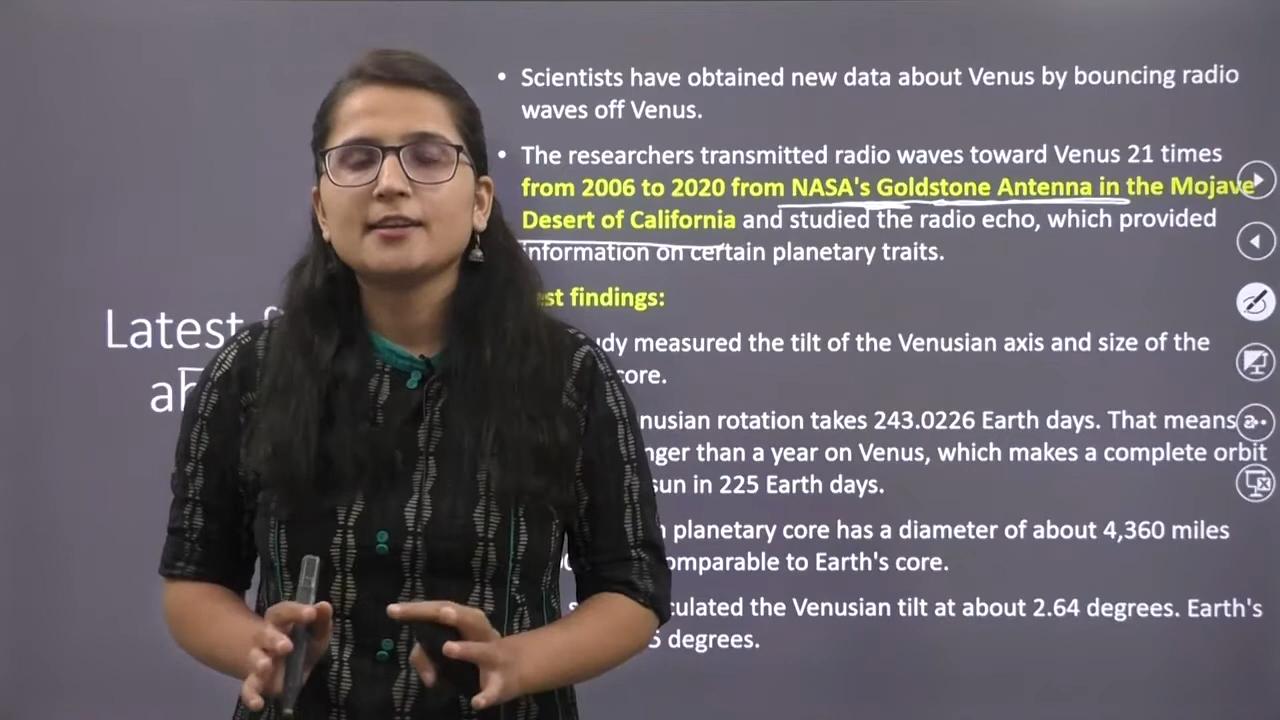 Latest
Scientists have obtained new data about Venus by bouncing radio
waves off Venus.
The researchers transmitted radio waves toward Venus 21 times
from 2006 to 2020 from NASA's Goldstone Antenna in the Mojave
Desert of California and studied the radio echo, which provided
information on certain planetary traits.
findings:
measured the tilt of the Venusian axis and size of the
core.
rotation takes 243.0226 Earth days. That means
than a year on Venus, which makes a complete orbit
sun in 225 Earth days.
planetary core has a diameter of about 4,360 miles
comparable to Earth's core.
the Venusian tilt at about 2.64 degrees. Earth's
degrees.